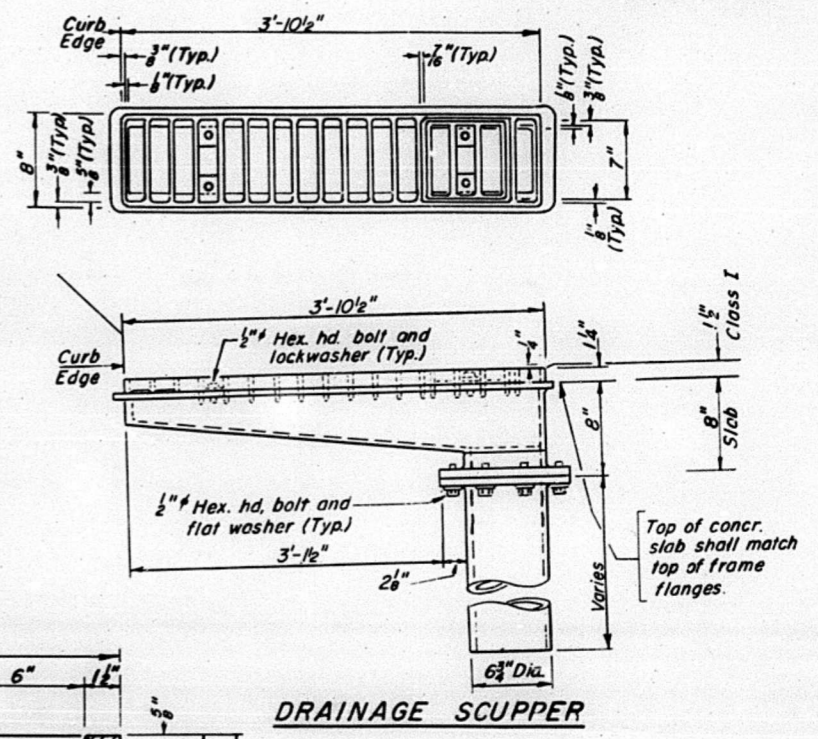 3'-10½"
Curb
Edge
⅜"(Typ.)
⅛"(Typ.)
7/16"(Typ.)
⅛"(Typ.)
⅜"(Typ.)
8"
⅜"(Typ)
⅝"(Typ.)
7"
⅛"
(Typ.)
3'-10½"
½"ϕ Hex. hd. bolt and
lockwasher (Typ.)
¼"
1¼"
1½"
Class I
Curb
Edge
8"
8"
Slab
½"ϕ Hex. hd. bolt and
flat washer (Typ.)
3'-1½"
2⅛"
Varies
Top of concr.
slab shall match
top of frame
flanges.
6¾" Dia.
6"
1½"
⅝"
DRAINAGE SCUPPER